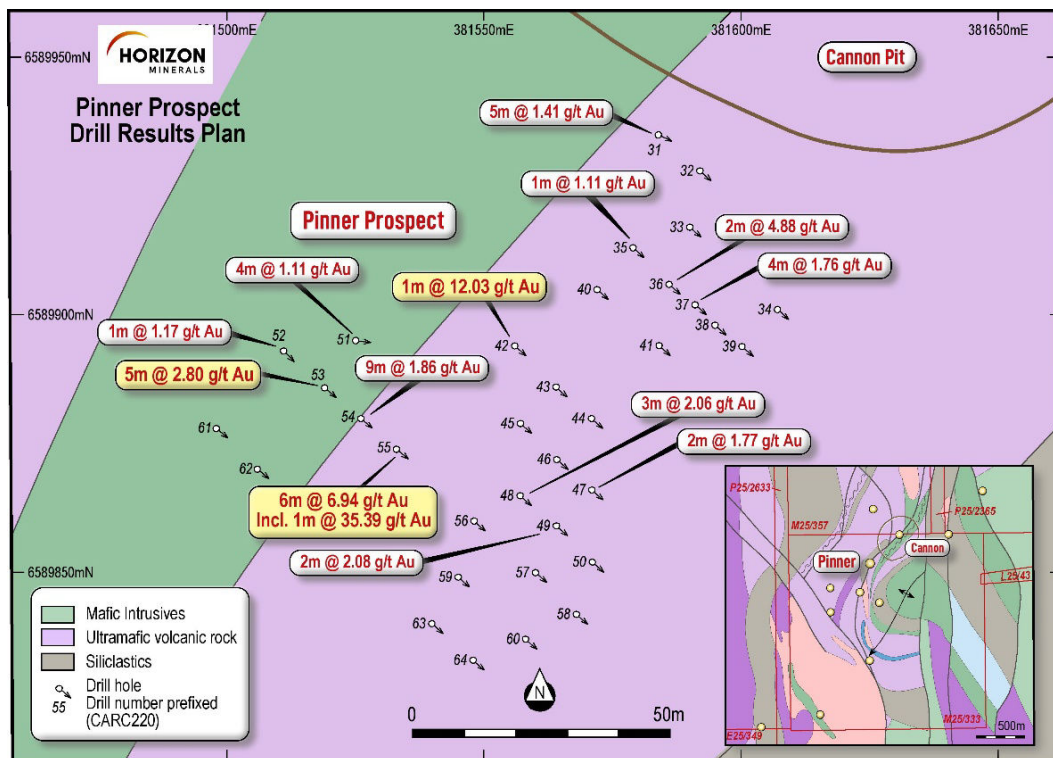 381500mE
381550mE
381600mE
381650mE
6589950mN
HORIZON
MINERALS
Pinner Prospect
Drill Results Plan
Cannon Pit
5m @ 1.41 g/t Au
31
32
1m @ 1.11 g/t Au
Pinner Prospect
33
2m @ 4.88 g/t Au
35
4m @ 1.11 g/t Au
4m @ 1.76 g/t Au
1m @ 12.03 g/t Au
36
40
37
34
6589900mN
38
1m @ 1.17 g/t Au
52
51
42
41
39
5m @ 2.80 g/t Au
53
9m @ 1.86 g/t Au
43
54
3m @ 2.06 g/t Au
45
44
61
2m @ 1.77 g/t Au
55
46
62
6m @ 6.94 g/t Au
Incl. 1m @ 35.39 g/t Au
48
47
56
49
2m @ 2.08 g/t Au
50
6589850mN
59
57
58
63
60
64
Mafic Intrusives
Ultramafic volcanic rock
Siliclastics
Drill hole
55
Drill number prefixed
(CARC220)
N
0
50m
P25/2633
M25/357
P25/2365
Pinner
Cannon
L25/43
M25/333
E25/349
500m